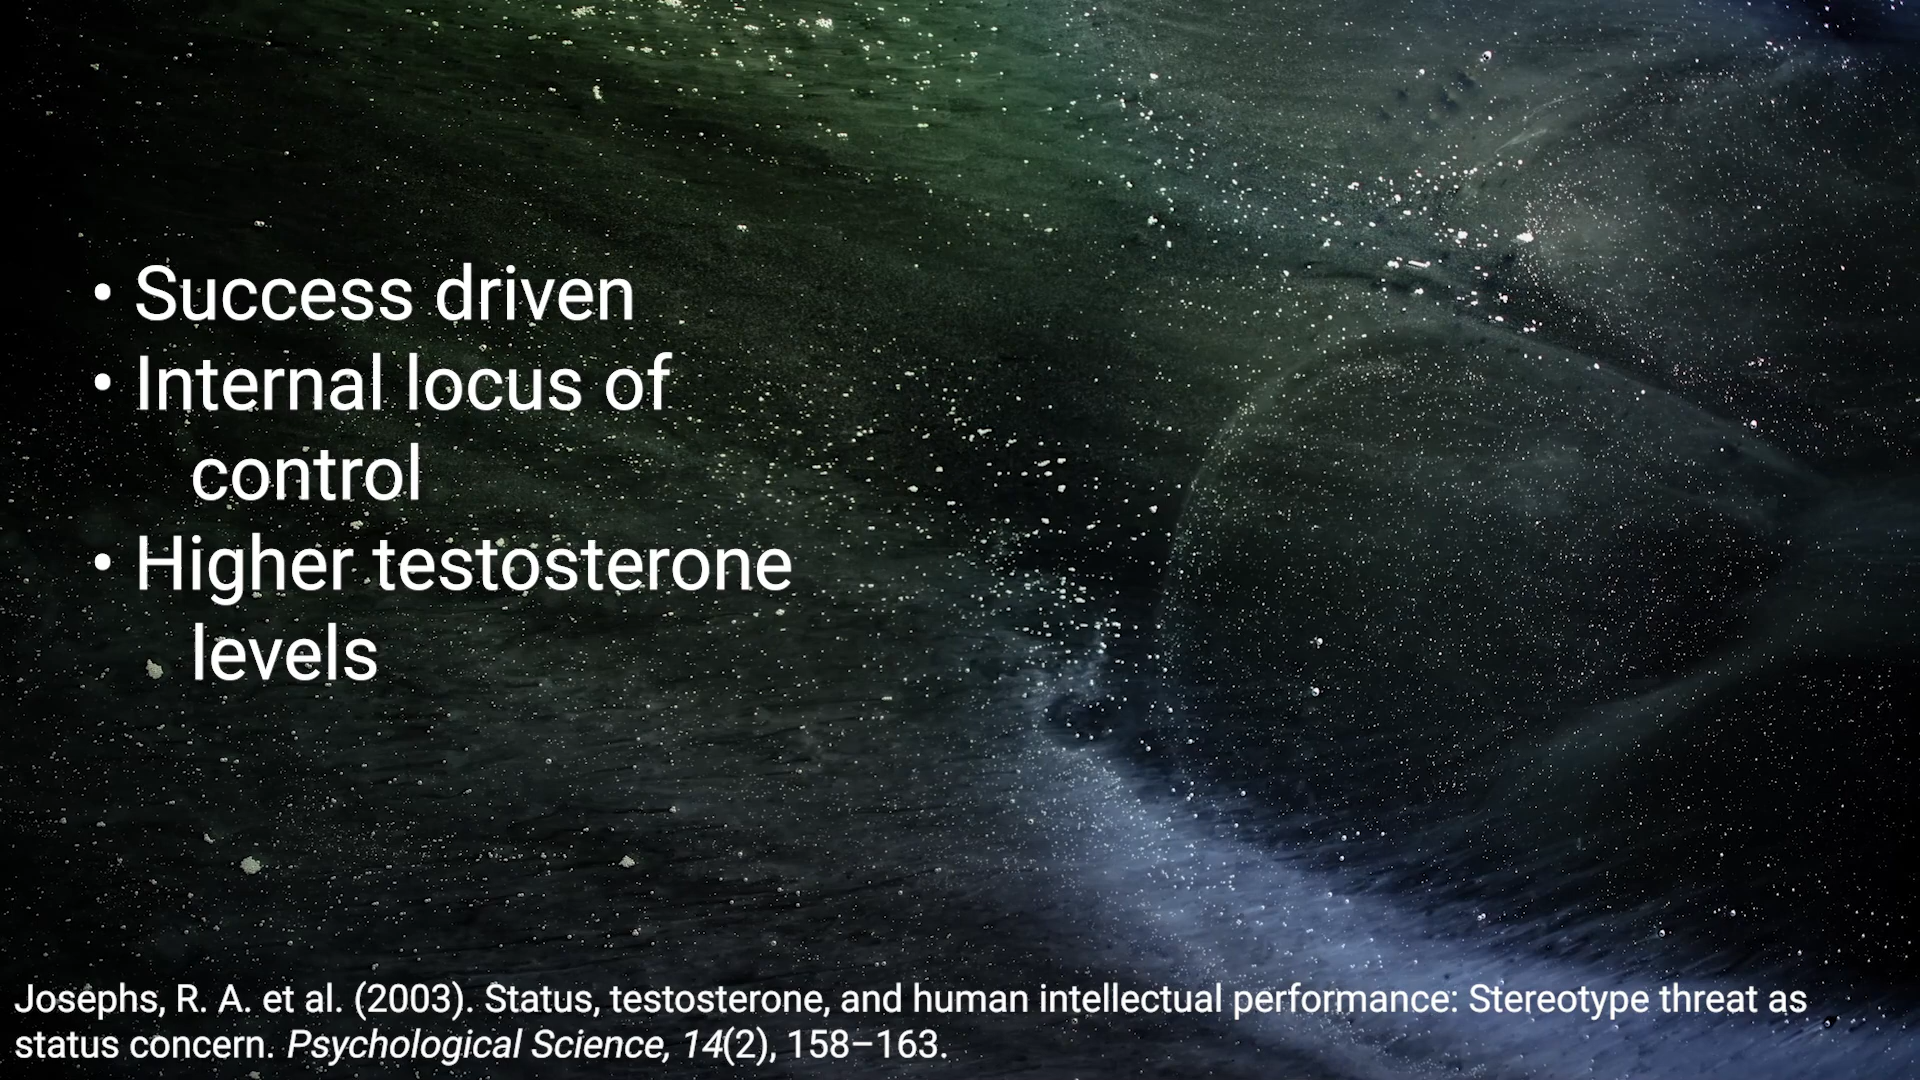 • Success driven
• Internal locus of
control
• Higher testosterone
levels
Josephs, R. A. et al. (2003). Status, testosterone, and human intellectual performance: Stereotype threat as
status concern. Psychological Science, 14(2), 158–163.